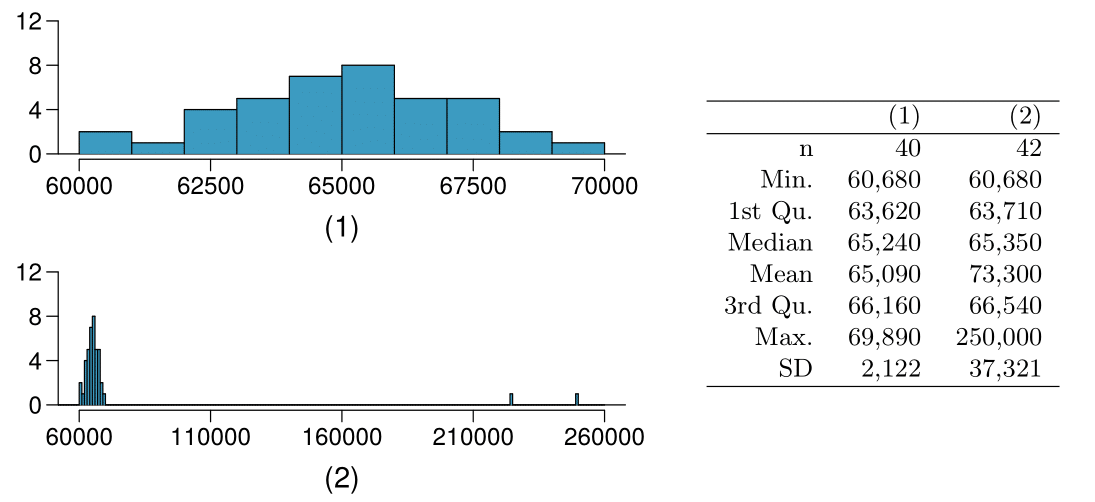 12
8
4
0
60000 62500 65000 67500 70000
(1)
12
8
4
0
60000 110000 160000 210000 260000
(2)
(1) (2)
n 40 42
Min. 60,680 60,680
1st Qu. 63,620 63,710
Median 65,240 65,350
Mean 65,090 73,300
3rd Qu. 66,160 66,540
Max. 69,890 250,000
SD 2,122 37,321